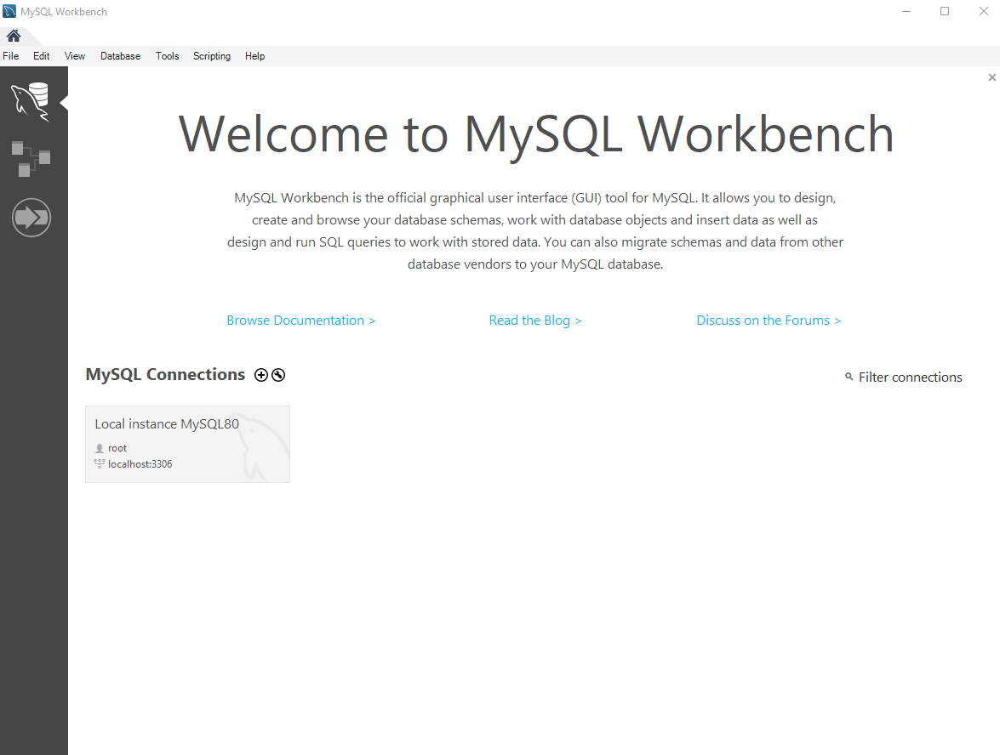 MySQL Workbench
File Edit View Database Tools Scripting Help
Welcome to MySQL Workbench
MySQL Workbench is the official graphical user interface (GUI) tool for MySQL. It allows you to design,
create and browse your database schemas, work with database objects and insert data as well as
design and run SQL queries to work with stored data. You can also migrate schemas and data from other
database vendors to your MySQL database.
Browse Documentation > Read the Blog > Discuss on the Forums >
MySQL Connections Filter connections
Local instance MySQL80
root
localhost:3306